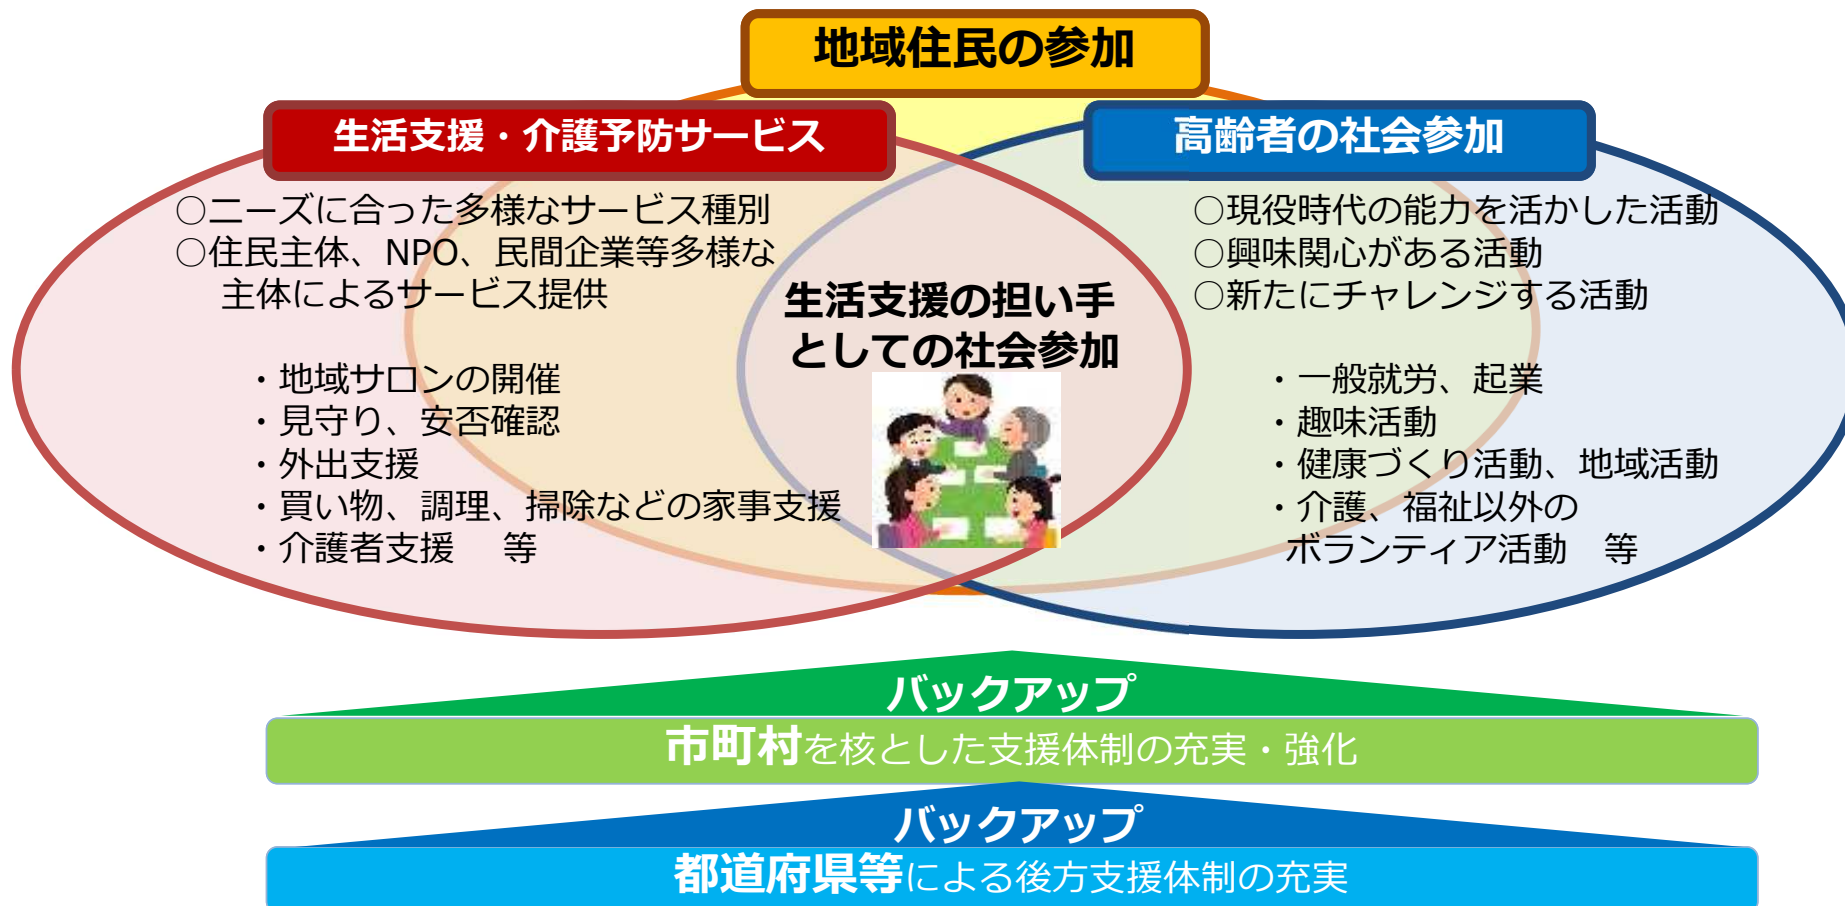 地域住民の参加
生活支援・介護予防サービス
○ニーズに合った多様なサービス種別
○住民主体、NPO、民間企業等多様な
主体によるサービス提供
・地域サロンの開催
・見守り、安否確認
・外出支援
・買い物、調理、掃除などの家事支援
・介護者支援　等
生活支援の担い手
としての社会参加
高齢者の社会参加
○現役時代の能力を活かした活動
○興味関心がある活動
○新たにチャレンジする活動
・一般就労、起業
・趣味活動
・健康づくり活動、地域活動
・介護、福祉以外の
ボランティア活動　等
バックアップ
市町村を核とした支援体制の充実・強化
バックアップ
都道府県等による後方支援体制の充実